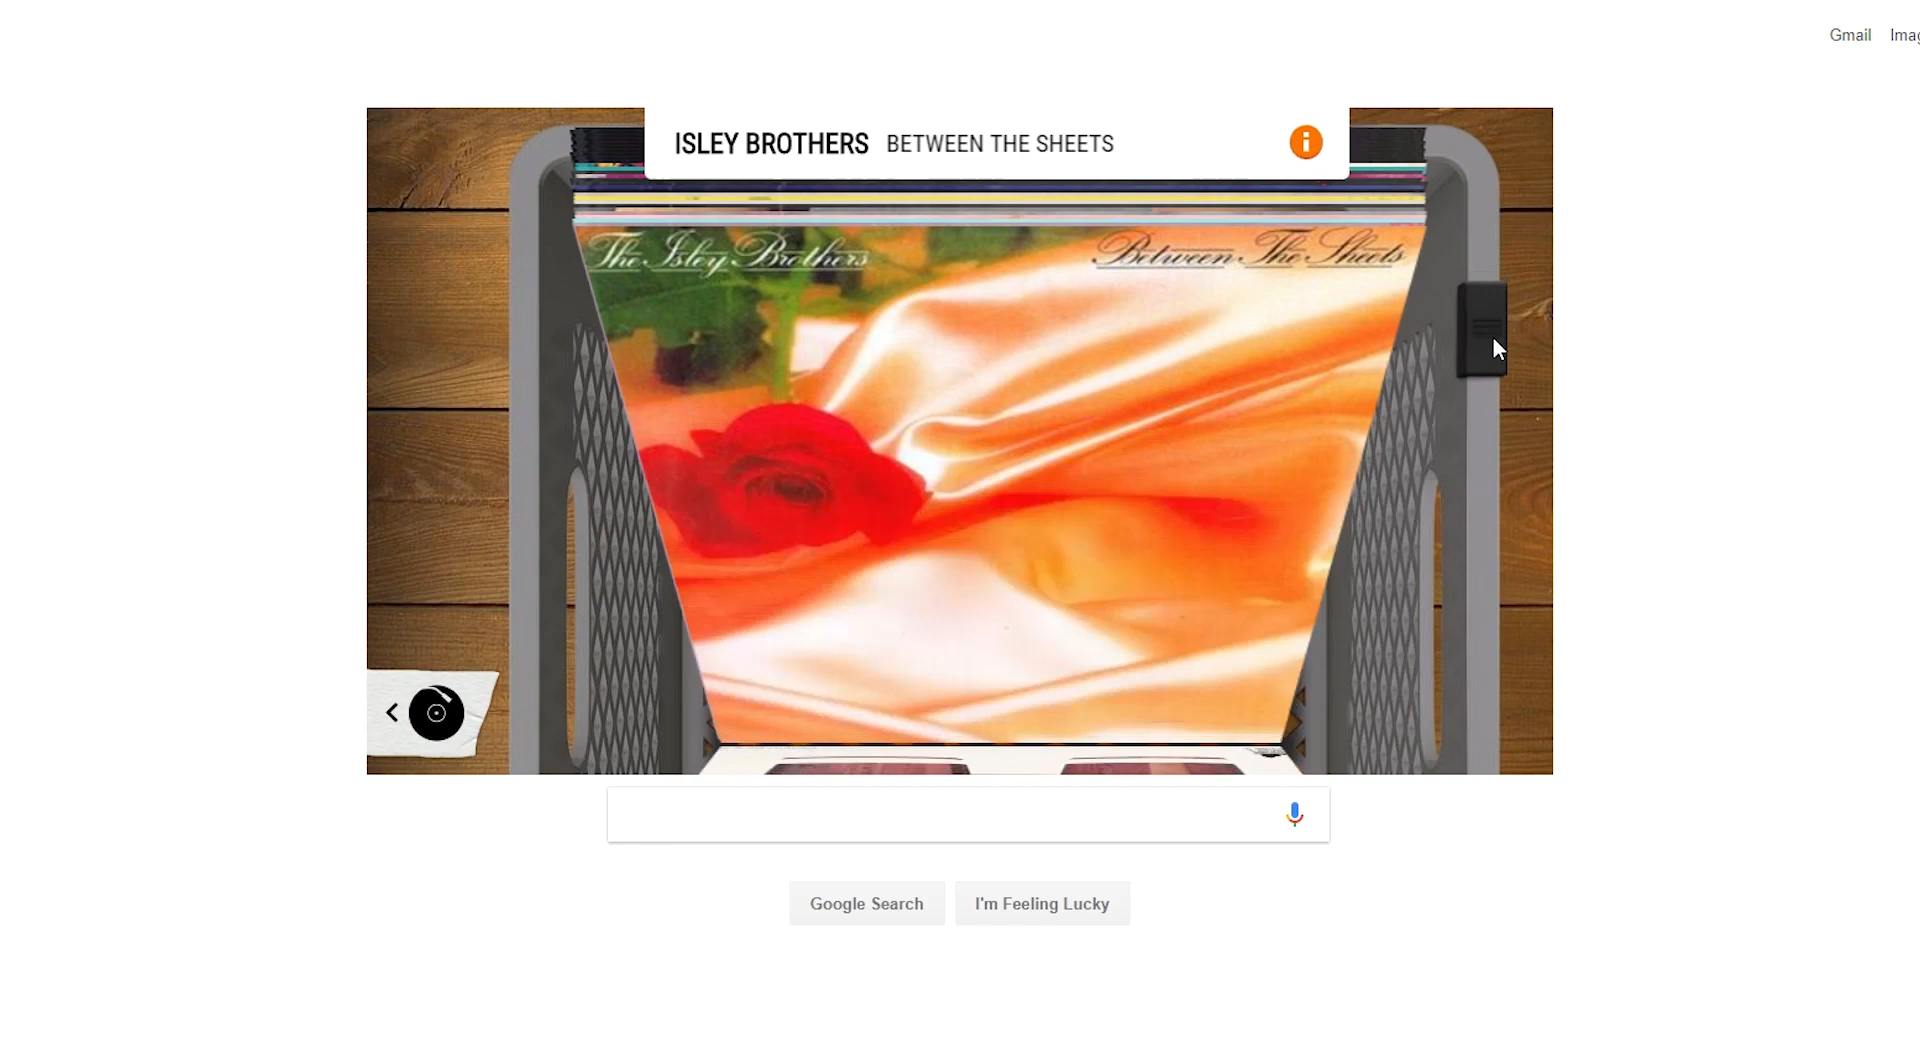 Gmail Imag
ISLEY BROTHERS BETWEEN THE SHEETS
The Isley Brothers Between The Sheets
Google Search I'm Feeling Lucky